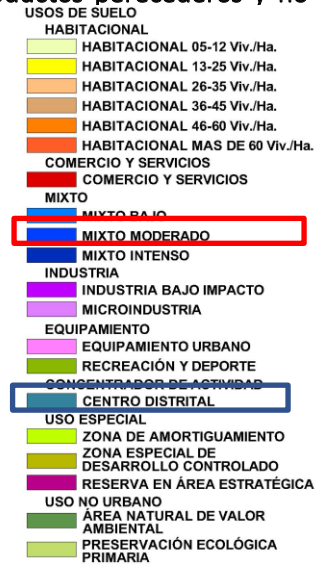 productos perecederos y no
USOS DE SUELO
HABITACIONAL
HABITACIONAL 05-12 Viv./Ha.
HABITACIONAL 13-25 Viv./Ha.
HABITACIONAL 26-35 Viv./Ha.
HABITACIONAL 36-45 Viv./Ha.
HABITACIONAL 46-60 Viv./Ha.
HABITACIONAL MAS DE 60 Viv./Ha.
COMERCIO Y SERVICIOS
COMERCIO Y SERVICIOS
MIXTO
MIXTO BAJO
MIXTO MODERADO
MIXTO INTENSO
INDUSTRIA
INDUSTRIA BAJO IMPACTO
MICROINDUSTRIA
EQUIPAMIENTO
EQUIPAMIENTO URBANO
RECREACIÓN Y DEPORTE
CONCENTRADOR DE ACTIVIDAD
CENTRO DISTRITAL
USO ESPECIAL
ZONA DE AMORTIGUAMIENTO
ZONA ESPECIAL DE
DESARROLLO CONTROLADO
RESERVA EN ÁREA ESTRATÉGICA
USO NO URBANO
ÁREA NATURAL DE VALOR
AMBIENTAL
PRESERVACIÓN ECOLÓGICA
PRIMARIA